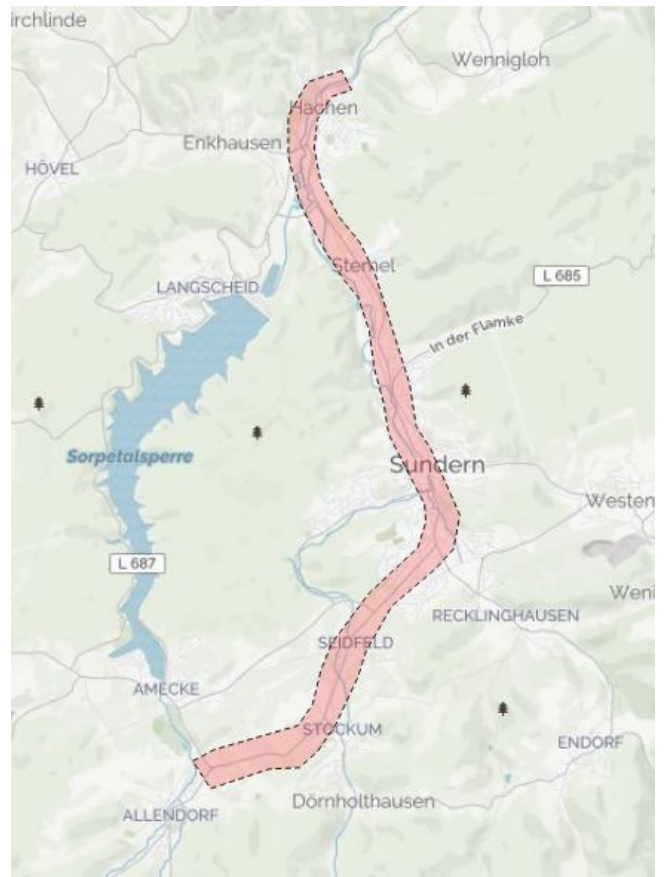 irchlinde
Wennigloh
Hachen
Enkhausen
HÖVEL
Stemel
L 685
LANGSCHEID
In der Flamke
Sorpetalsperre
Sundern
Westen
L 687
Weni
RECKLINGHAUSEN
SEIDFELD
AMECKE
STOCKUM
ENDORF
Dörnholthausen
ALLENDORF